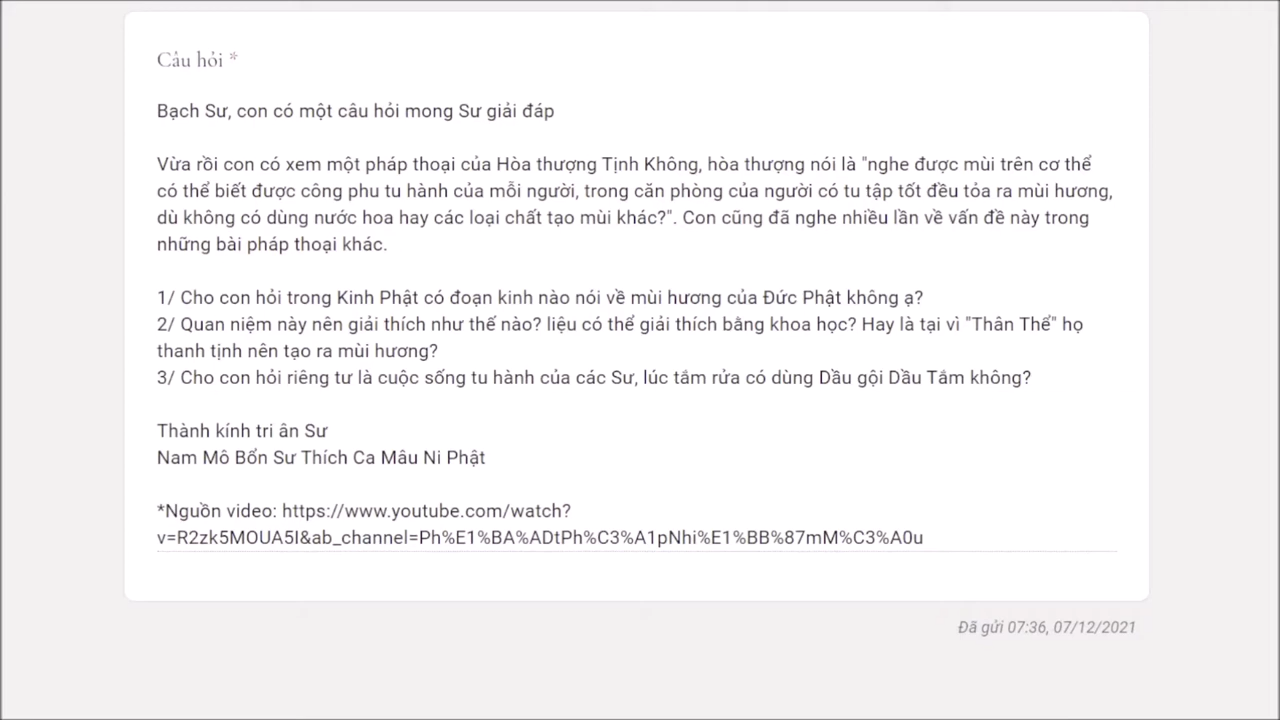 Câu hỏi *
Bạch Sư, con có một câu hỏi mong Sư giải đáp
Vừa rồi con có xem một pháp thoại của Hòa thượng Tịnh Không, hòa thượng nói là "nghe được mùi trên cơ thể
có thể biết được công phu tu hành của mỗi người, trong căn phòng của người có tu tập tốt đều tỏa ra mùi hương,
dù không có dùng nước hoa hay các loại chất tạo mùi khác?". Con cũng đã nghe nhiều lần về vấn đề này trong
những bài pháp thoại khác.
1/ Cho con hỏi trong Kinh Phật có đoạn kinh nào nói về mùi hương của Đức Phật không ạ?
2/ Quan niệm này nên giải thích như thế nào? liệu có thể giải thích bằng khoa học? Hay là tại vì "Thân Thể" họ
thanh tịnh nên tạo ra mùi hương?
3/ Cho con hỏi riêng tư là cuộc sống tu hành của các Sư, lúc tắm rửa có dùng Dầu gội Dầu Tắm không?
Thành kính tri ân Sư
Nam Mô Bổn Sư Thích Ca Mâu Ni Phật
*Nguồn video: https://www.youtube.com/watch?
v=R2zk5MOUA5I&ab_channel=Ph%E1%BA%ADtPh%C3%A1pNhi%E1%BB%87mM%C3%A0u
Đã gửi 07:36, 07/12/2021